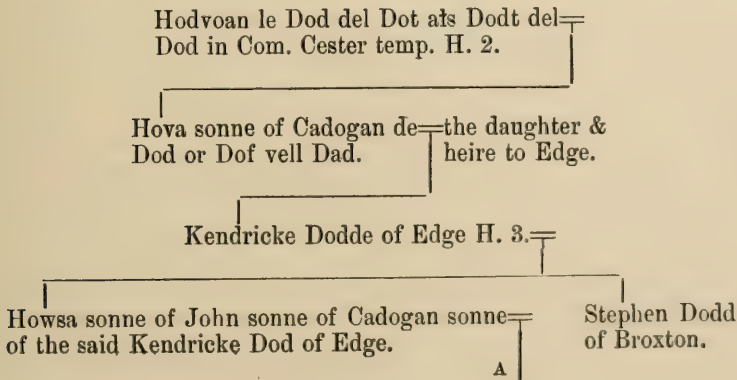 Hodvoan le Dod del Dot ats Dodt del
Dod in Com. Cester temp. H. 2.
Hova sonne of Cadogan de
Dod or Dof vell Dad.
the daughter &
heire to Edge.
Kendricke Dodde of Edge H. 3.
Howsa sonne of John sonne of Cadogan sonne
of the said Kendricke Dod of Edge.
Stephen Dodd
of Broxton.
A